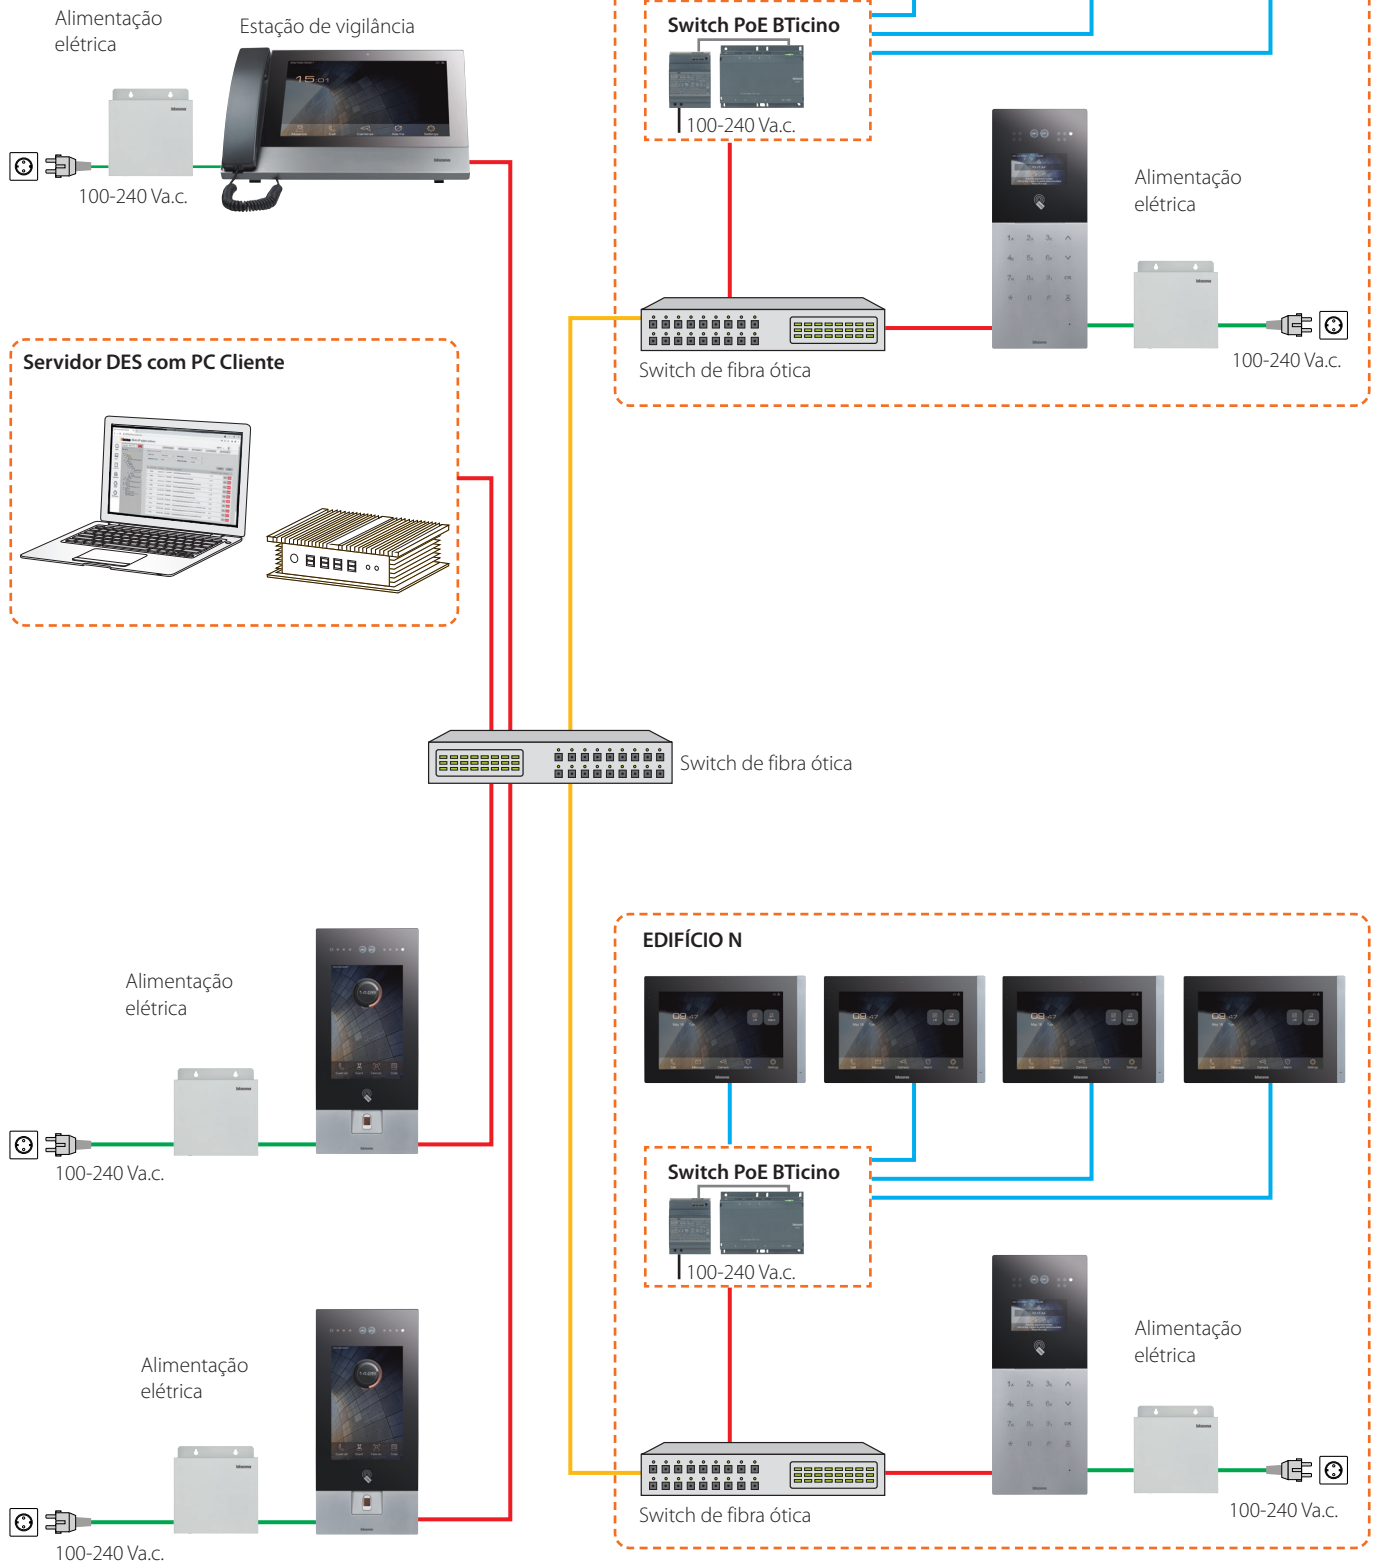 Alimentação
elétrica
Estação de vigilância
15:01
100-240 Va.c.
Switch PoE BTicino
100-240 Va.c.
Alimentação
elétrica
100-240 Va.c.
Switch de fibra ótica
Servidor DES com PC Cliente
Switch de fibra ótica
Alimentação
elétrica
100-240 Va.c.
Alimentação
elétrica
100-240 Va.c.
EDIFÍCIO N
Switch PoE BTicino
100-240 Va.c.
Alimentação
elétrica
100-240 Va.c.
Switch de fibra ótica